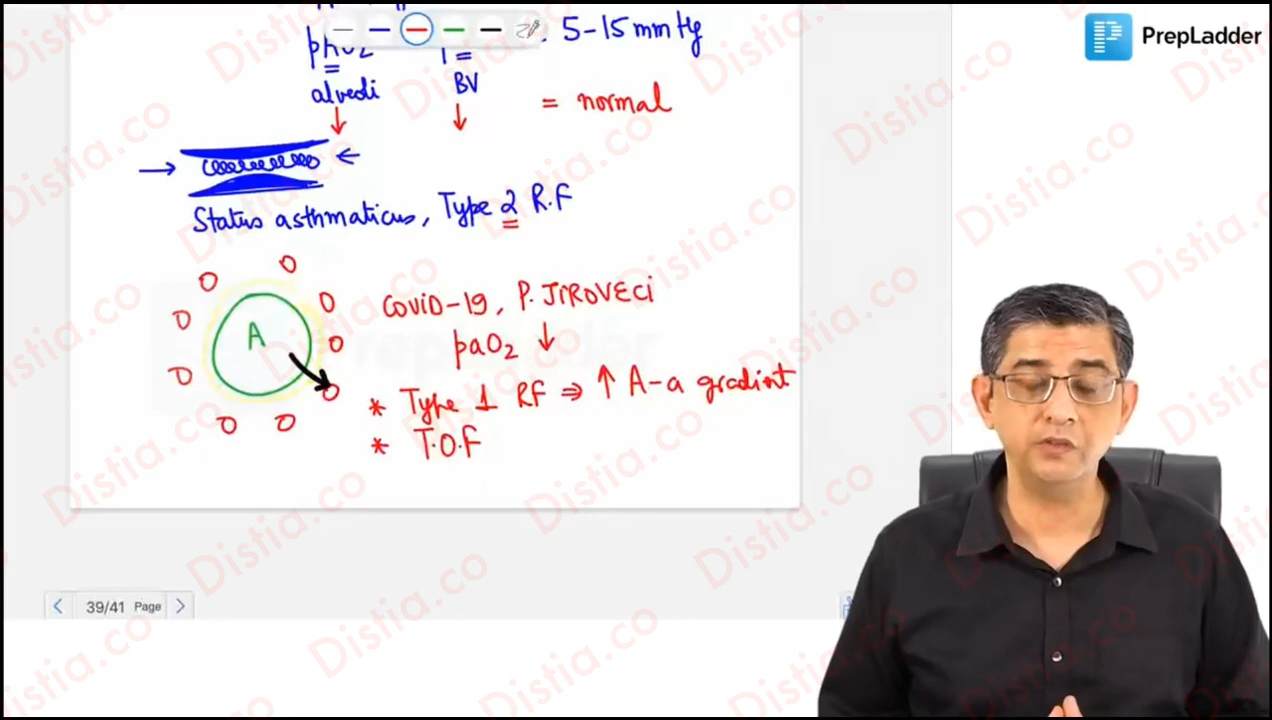 5-15 mm Hg
PrepLadder
alveoli BV
= normal
Status asthmaticus, Type 2 R.F
A
COVID-19, P. JIROVECI
paO2 ↓
* Type 1 RF ⇒ ↑ A-a gradient
* T.O.F
39/41 Page
Distia.co